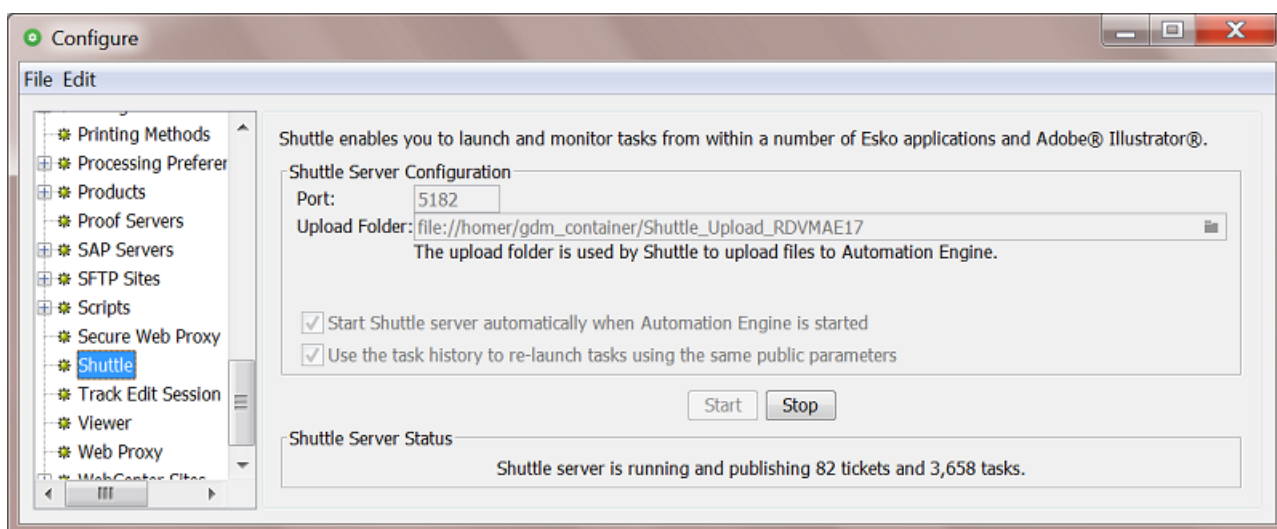 Configure
File Edit
Printing Methods
Processing Prefere
Products
Proof Servers
SAP Servers
SFTP Sites
Scripts
Secure Web Proxy
Shuttle
Track Edit Session
Viewer
Web Proxy
WebCenter Sites
Shuttle enables you to launch and monitor tasks from within a number of Esko applications and Adobe® Illustrator®.
Shuttle Server Configuration
Port: 5182
Upload Folder: file://homer/gdm_container/Shuttle_Upload_RDVMAE17
The upload folder is used by Shuttle to upload files to Automation Engine.
Start Shuttle server automatically when Automation Engine is started
Use the task history to re-launch tasks using the same public parameters
Start Stop
Shuttle Server Status
Shuttle server is running and publishing 82 tickets and 3,658 tasks.